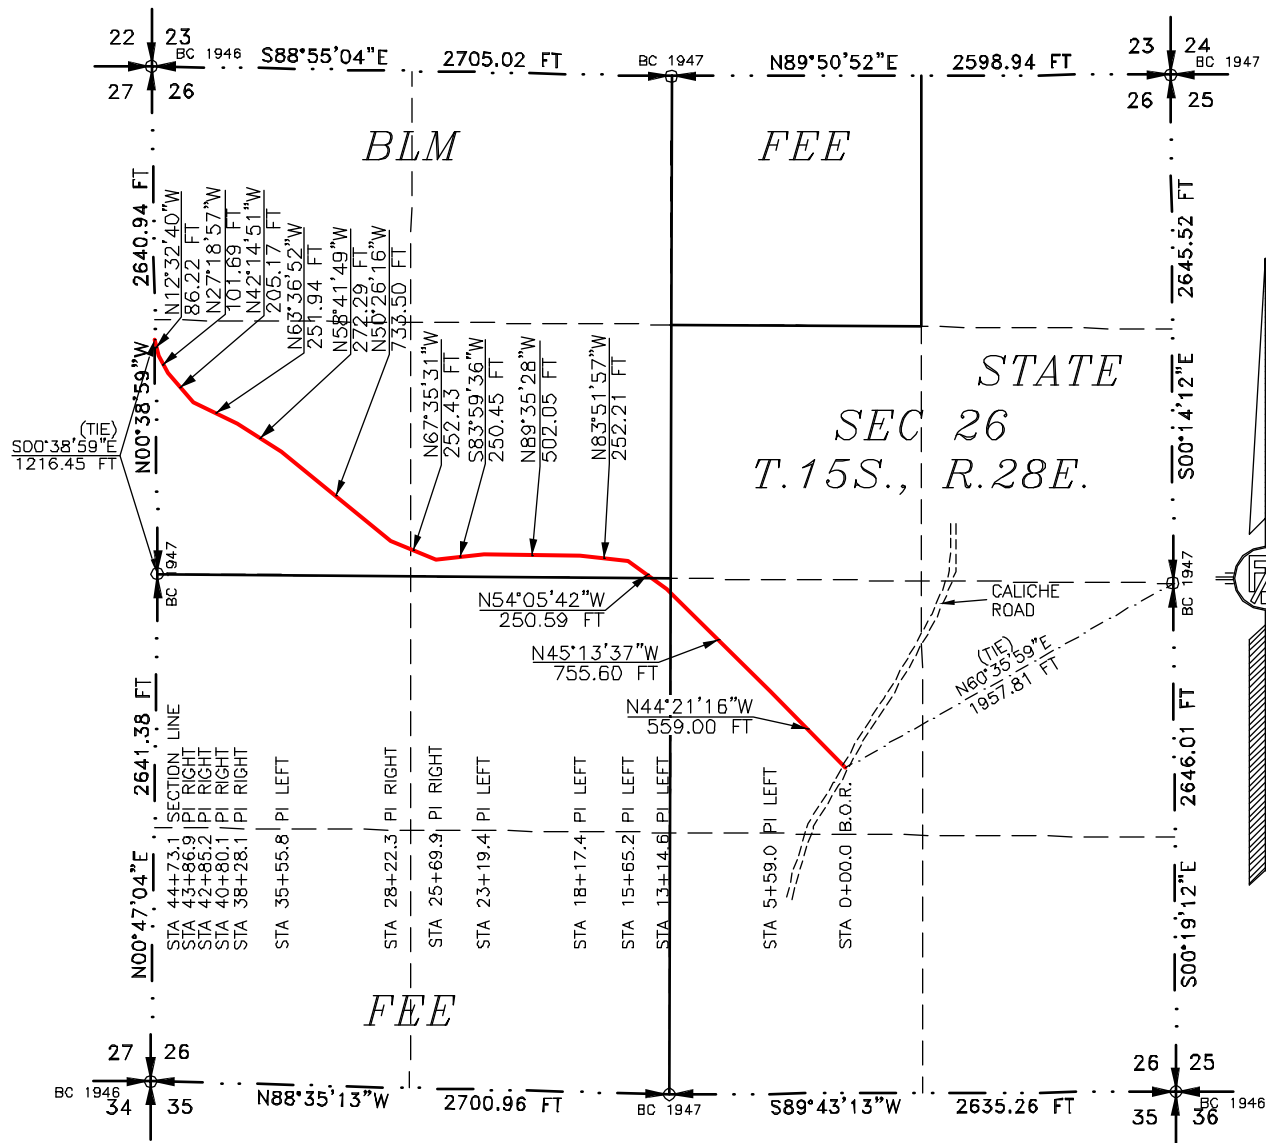 22 23
BC 1946
S88°55'04"E 2705.02 FT
BC 1947
N89°50'52"E 2598.94 FT
23 24
BC 1947
27 26
26 25
BLM
FEE
2640.94 FT
N00°38'59"W
N12°32'40"W
86.22 FT
N27°18'57"W
101.69 FT
N42°14'51"W
205.17 FT
N63°36'52"W
251.94 FT
N58°41'49"W
272.29 FT
N50°26'16"W
733.50 FT
N67°35'31"W
252.43 FT
S83°59'36"W
250.45 FT
N89°35'28"W
502.05 FT
N83°51'57"W
252.21 FT
2645.52 FT
S00°14'12"E
STATE
SEC 26
T.15S., R.28E.
(TIE)
S00°38'59"E
1216.45 FT
BC 1947
BC 1947
CALICHE
ROAD
N54°05'42"W
250.59 FT
N45°13'37"W
755.60 FT
N44°21'16"W
559.00 FT
(TIE)
N60°35'59"E
1957.81 FT
2641.38 FT
N00°47'04"E
STA 44+73.1 SECTION LINE
STA 43+86.9 PI RIGHT
STA 42+85.2 PI RIGHT
STA 40+80.1 PI RIGHT
STA 38+28.1 PI RIGHT
STA 35+55.8 PI LEFT
STA 28+22.3 PI RIGHT
STA 25+69.9 PI RIGHT
STA 23+19.4 PI LEFT
STA 18+17.4 PI LEFT
STA 15+65.2 PI LEFT
STA 13+14.6 PI LEFT
STA 5+59.0 PI LEFT
STA 0+00.0 B.O.R.
2646.01 FT
S00°19'12"E
FEE
27 26
26 25
BC 1946
34 35
N88°35'13"W 2700.96 FT
BC 1947
S89°43'13"W 2635.26 FT
35 36
BC 1946